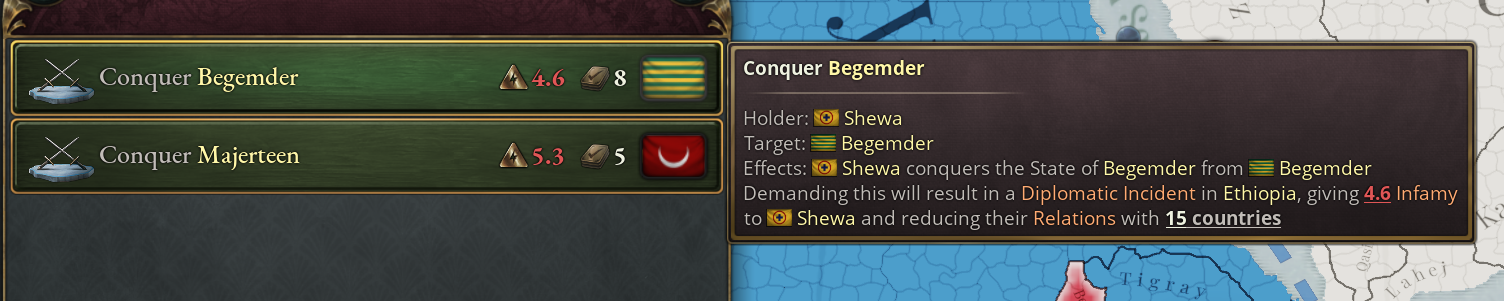 Conquer Begemder 4.6 8
Conquer Majerteen 5.3 5
Conquer Begemder
Holder: Shewa
Target: Begemder
Effects: Shewa conquers the State of Begemder from Begemder
Demanding this will result in a Diplomatic Incident in Ethiopia, giving 4.6 Infamy
to Shewa and reducing their Relations with 15 countries
Tigray
Lahej